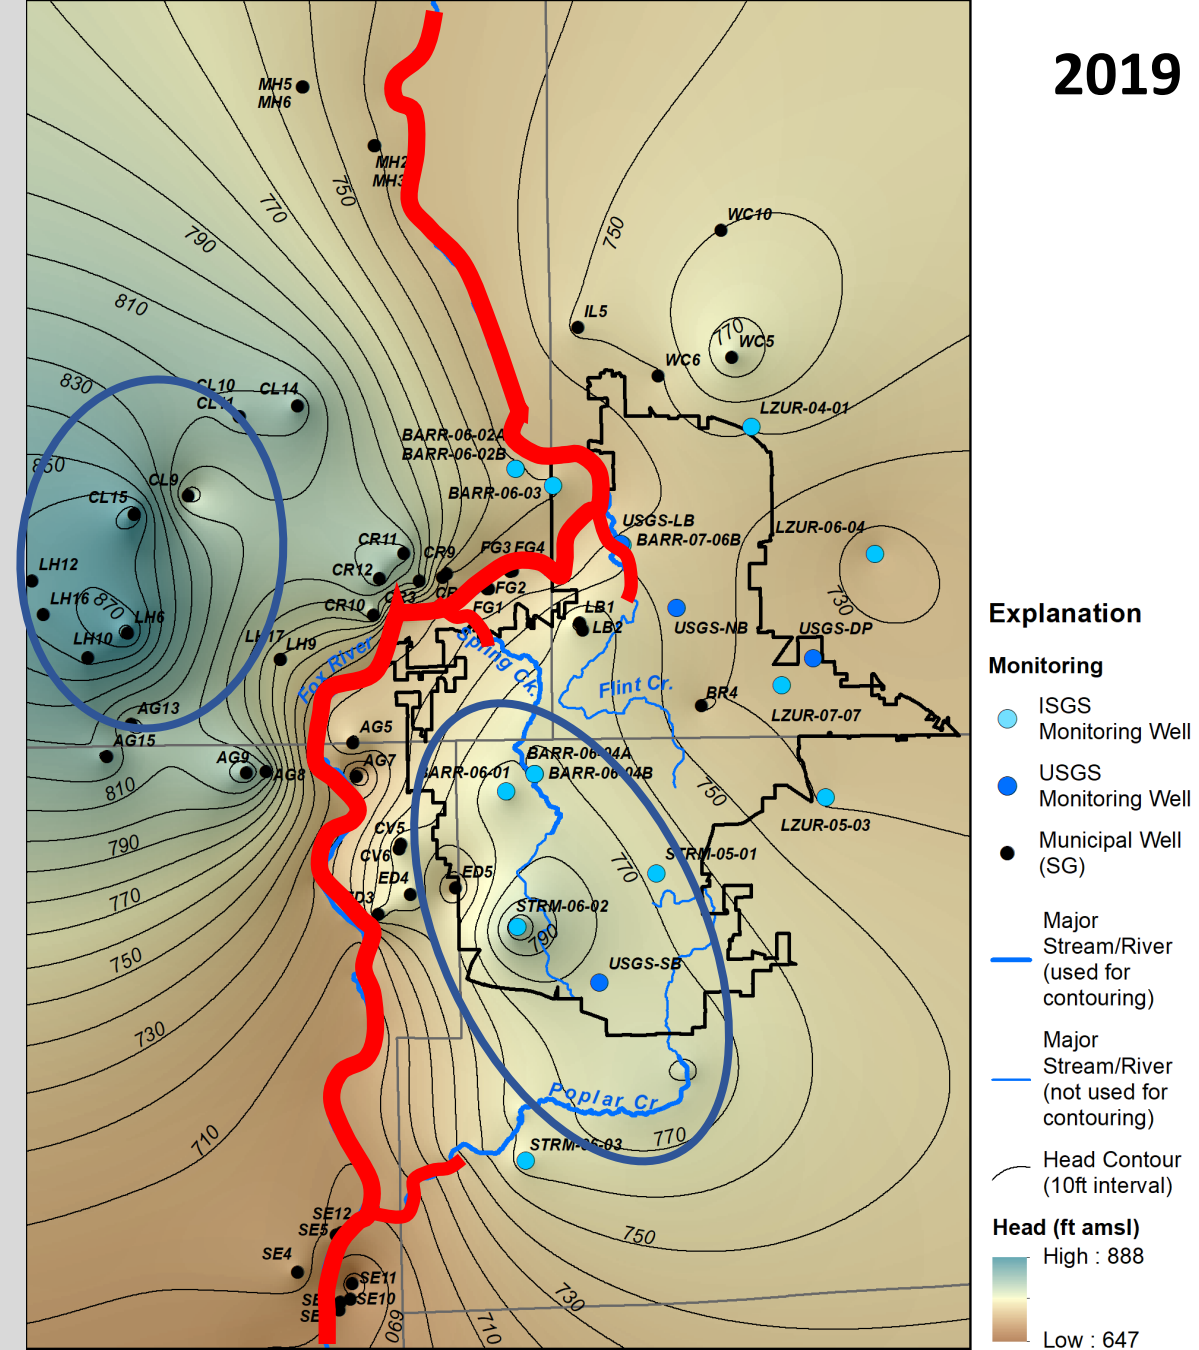 2019
MH5
MH6
MH2
MH3
750
770
790
810
830
850
870
750
WC10
IL5
770
WC5
WC6
LZUR-04-01
CL10
CL11
CL14
CL9
CL15
BARR-06-02A
BARR-06-02B
BARR-06-03
USGS-LB
BARR-07-06B
LZUR-06-04
730
CR11
CR12
CR9
CR10
FG3
FG4
FG2
FG1
LH12
LH16
LH6
LH10
LH17
LH9
LB1
LB2
USGS-NB
USGS-DP
Fox River
Spring Ck.
Flint Cr.
BR4
LZUR-07-07
AG13
AG15
AG5
AG9
AG8
AG7
BARR-06-04A
BARR-06-04B
BARR-06-01
810
790
770
750
730
710
750
LZUR-05-03
CV5
CV6
ED4
ED5
770
STRM-05-01
STRM-06-02
790
USGS-SB
Poplar Cr
770
STRM-05-03
750
730
710
690
SE12
SE5
SE4
SE11
SE10
Explanation
Monitoring
ISGS
Monitoring Well
USGS
Monitoring Well
Municipal Well
(SG)
Major
Stream/River
(used for
contouring)
Major
Stream/River
(not used for
contouring)
Head Contour
(10ft interval)
Head (ft amsl)
High : 888
Low : 647